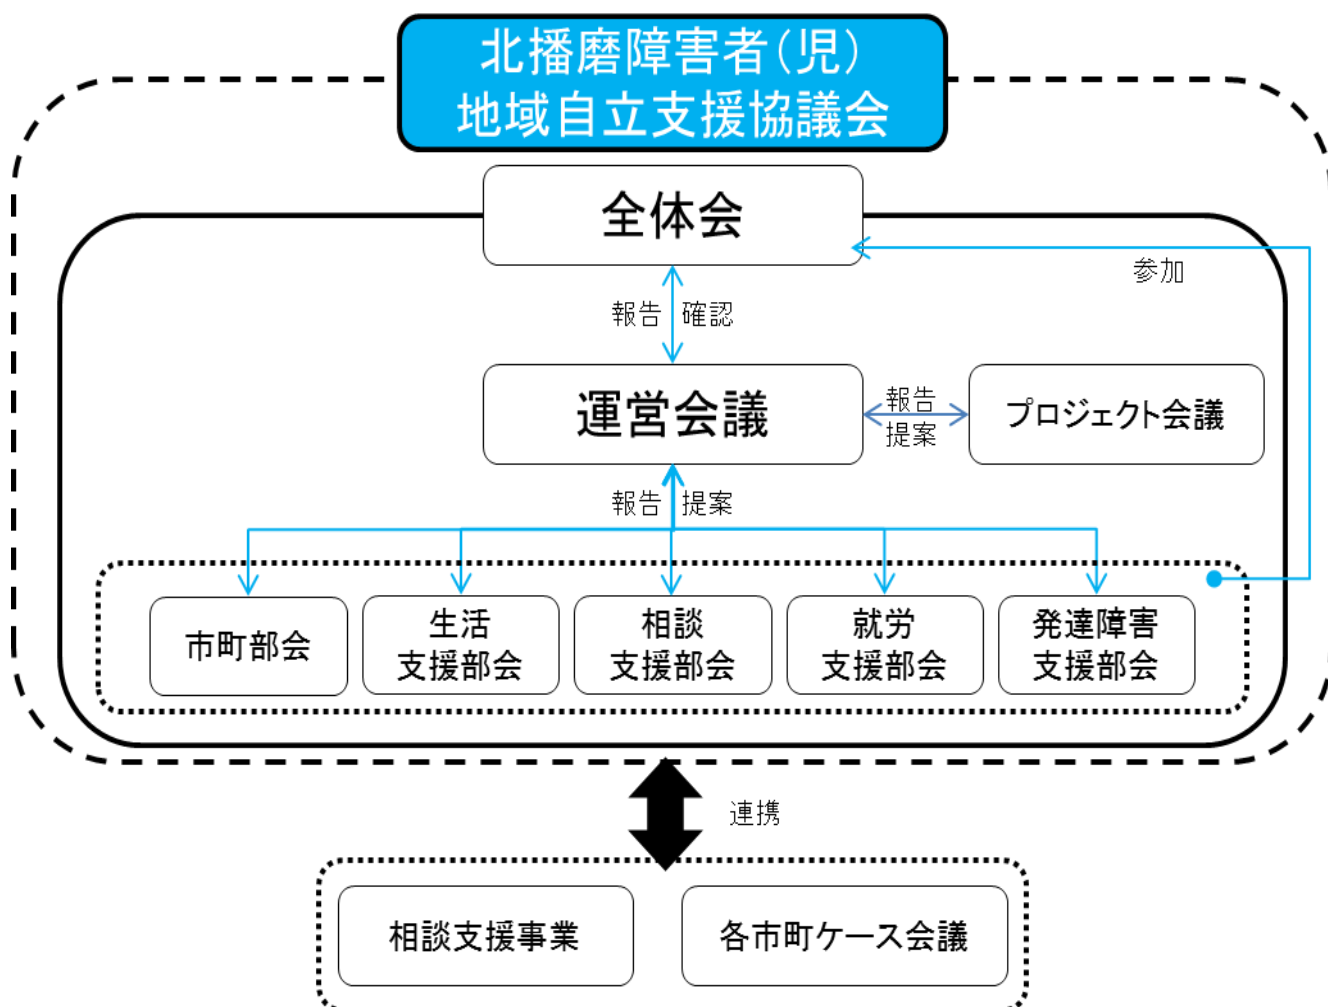 北播磨障害者(児)
地域自立支援協議会
全体会
参加
報告 確認
運営会議
報告
提案
プロジェクト会議
報告 提案
市町部会
生活
支援部会
相談
支援部会
就労
支援部会
発達障害
支援部会
連携
相談支援事業
各市町ケース会議